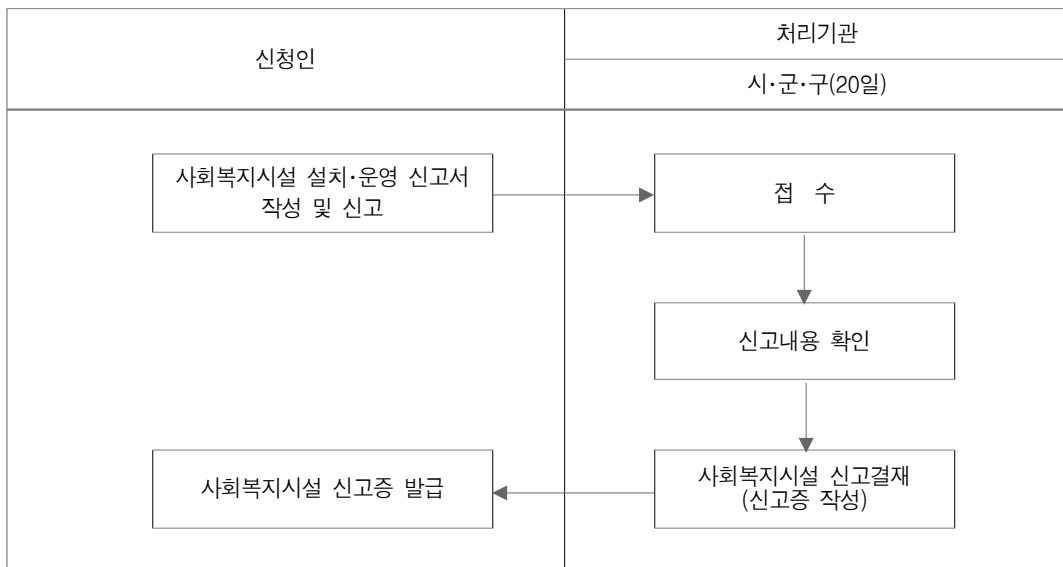 신청인
처리기관
시·군·구(20일)
사회복지시설 설치·운영 신고서
작성 및 신고
접 수
신고내용 확인
사회복지시설 신고결재
(신고증 작성)
사회복지시설 신고증 발급